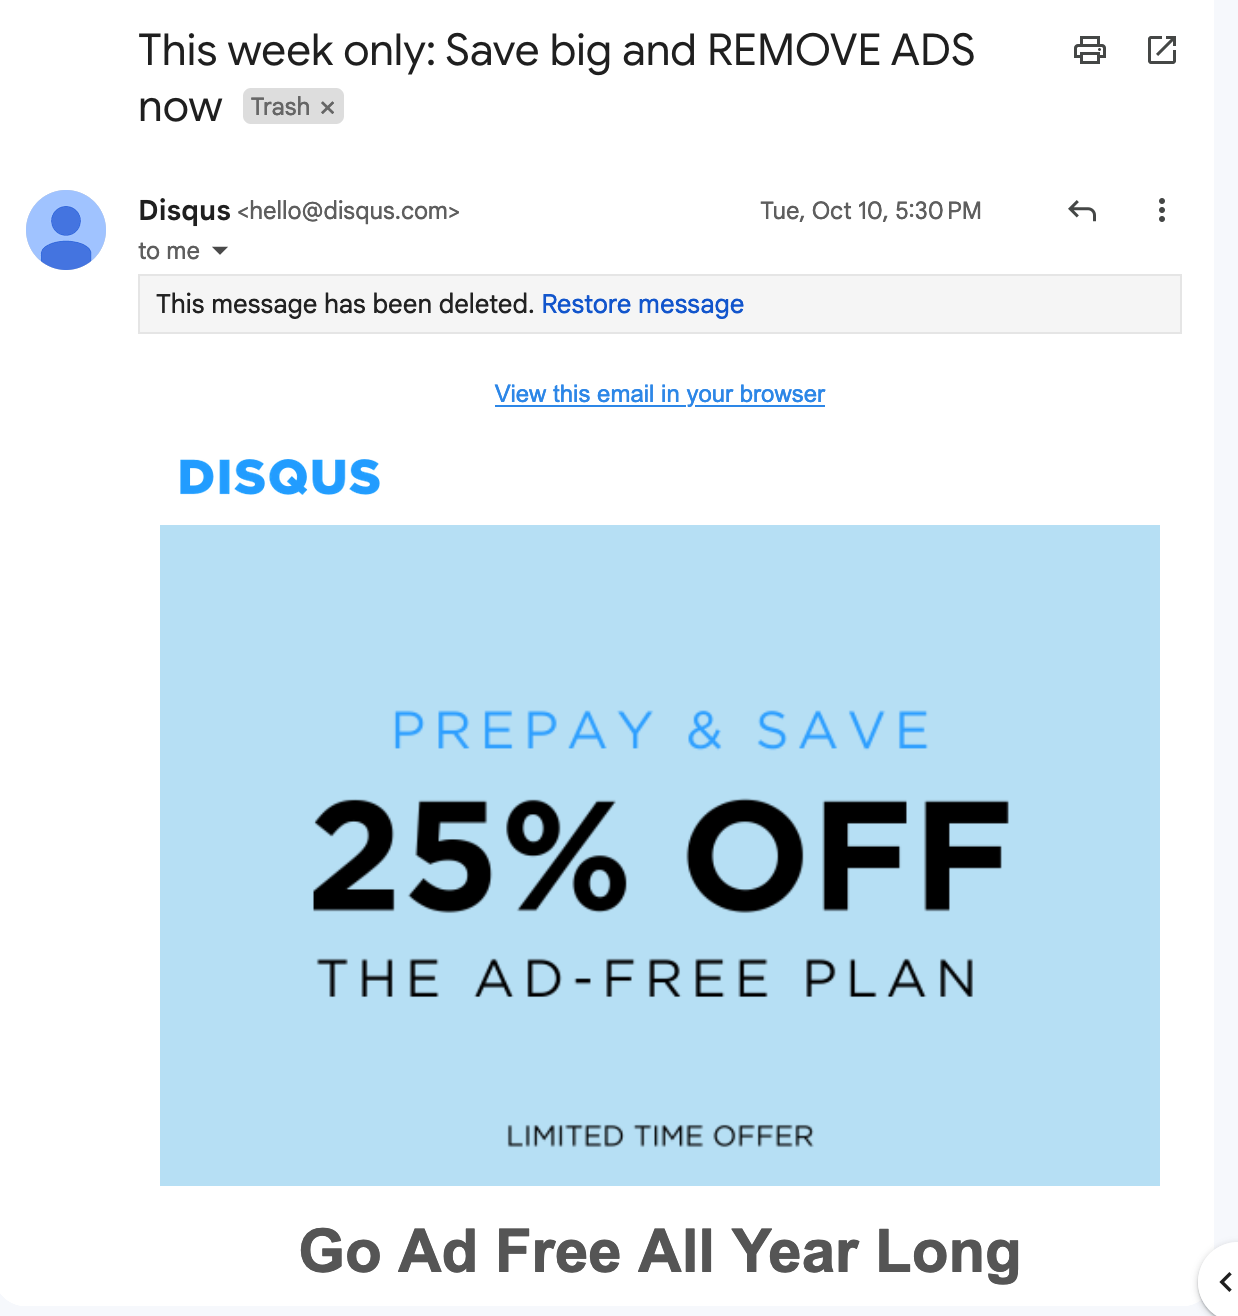 This week only: Save big and REMOVE ADS
now Trash ×
Disqus <hello@disqus.com> Tue, Oct 10, 5:30 PM
to me
This message has been deleted. Restore message
View this email in your browser
DISQUS
PREPAY & SAVE
25% OFF
THE AD-FREE PLAN
LIMITED TIME OFFER
Go Ad Free All Year Long